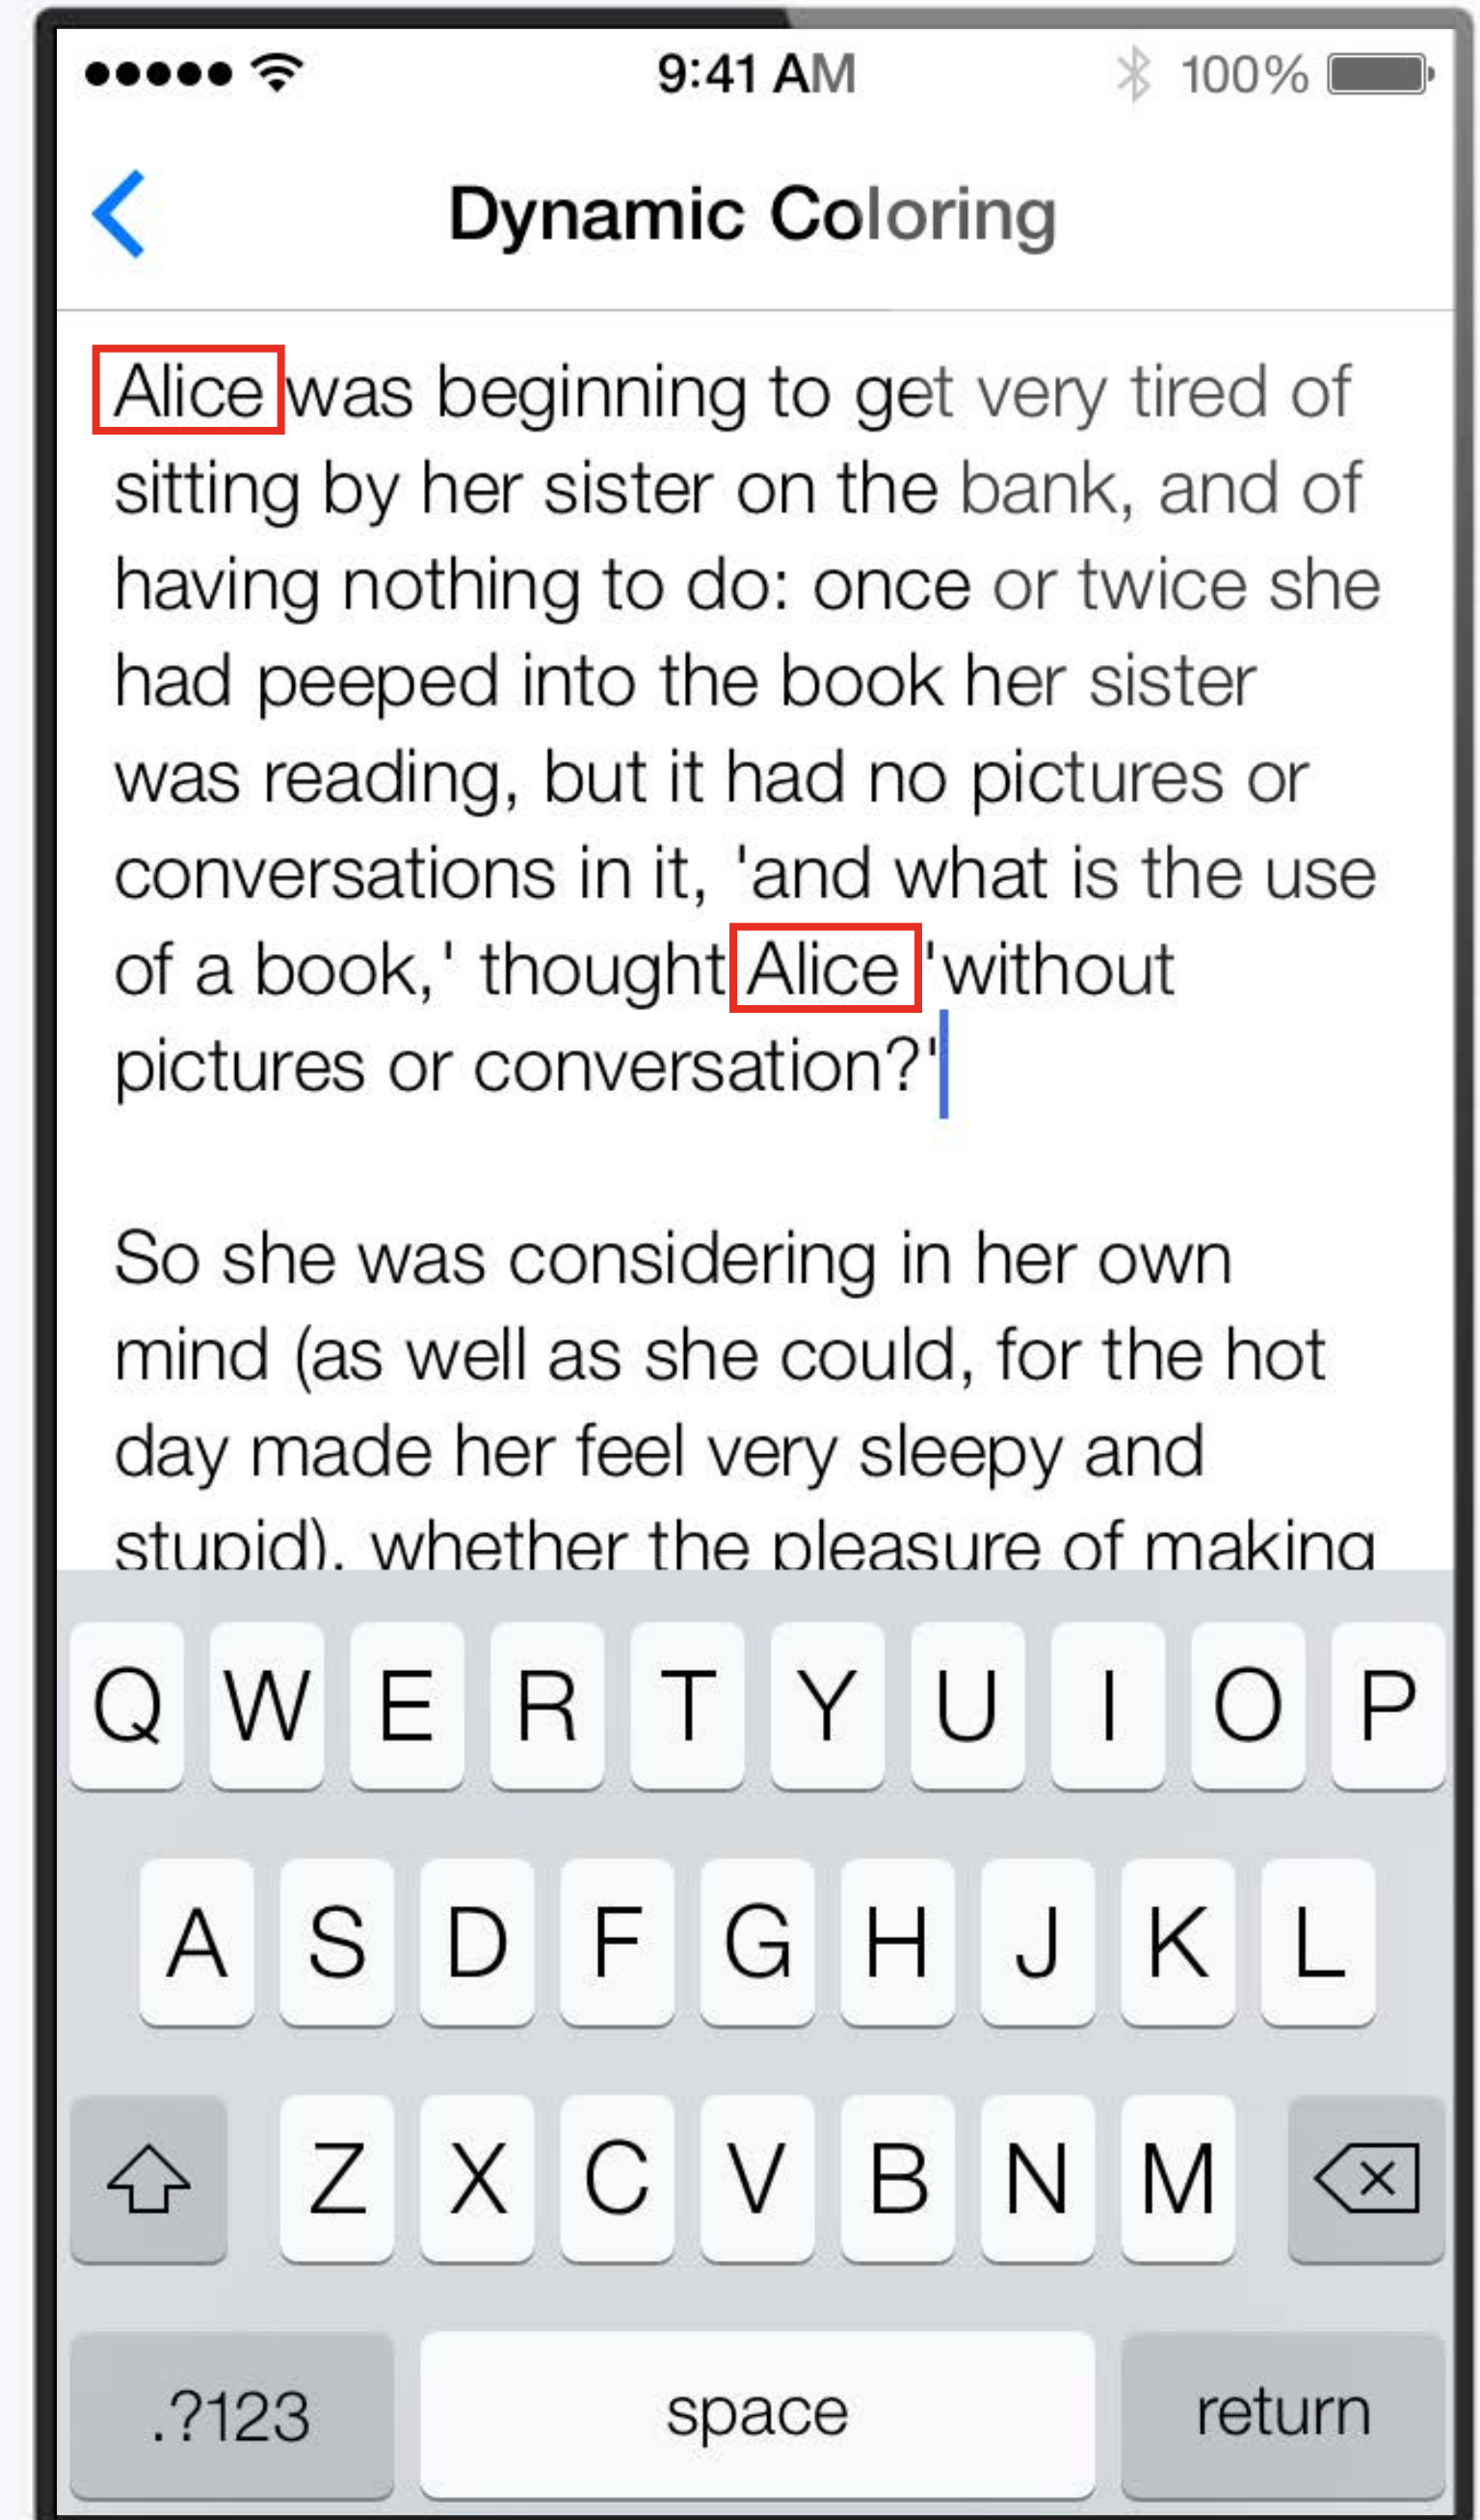 9:41 AM 100%
Dynamic Coloring
Alice was beginning to get very tired of
sitting by her sister on the bank, and of
having nothing to do: once or twice she
had peeped into the book her sister
was reading, but it had no pictures or
conversations in it, 'and what is the use
of a book,' thought Alice 'without
pictures or conversation?'
So she was considering in her own
mind (as well as she could, for the hot
day made her feel very sleepy and
stupid), whether the pleasure of making
Q W E R T Y U I O P
A S D F G H J K L
Z X C V B N M
.?123 space return